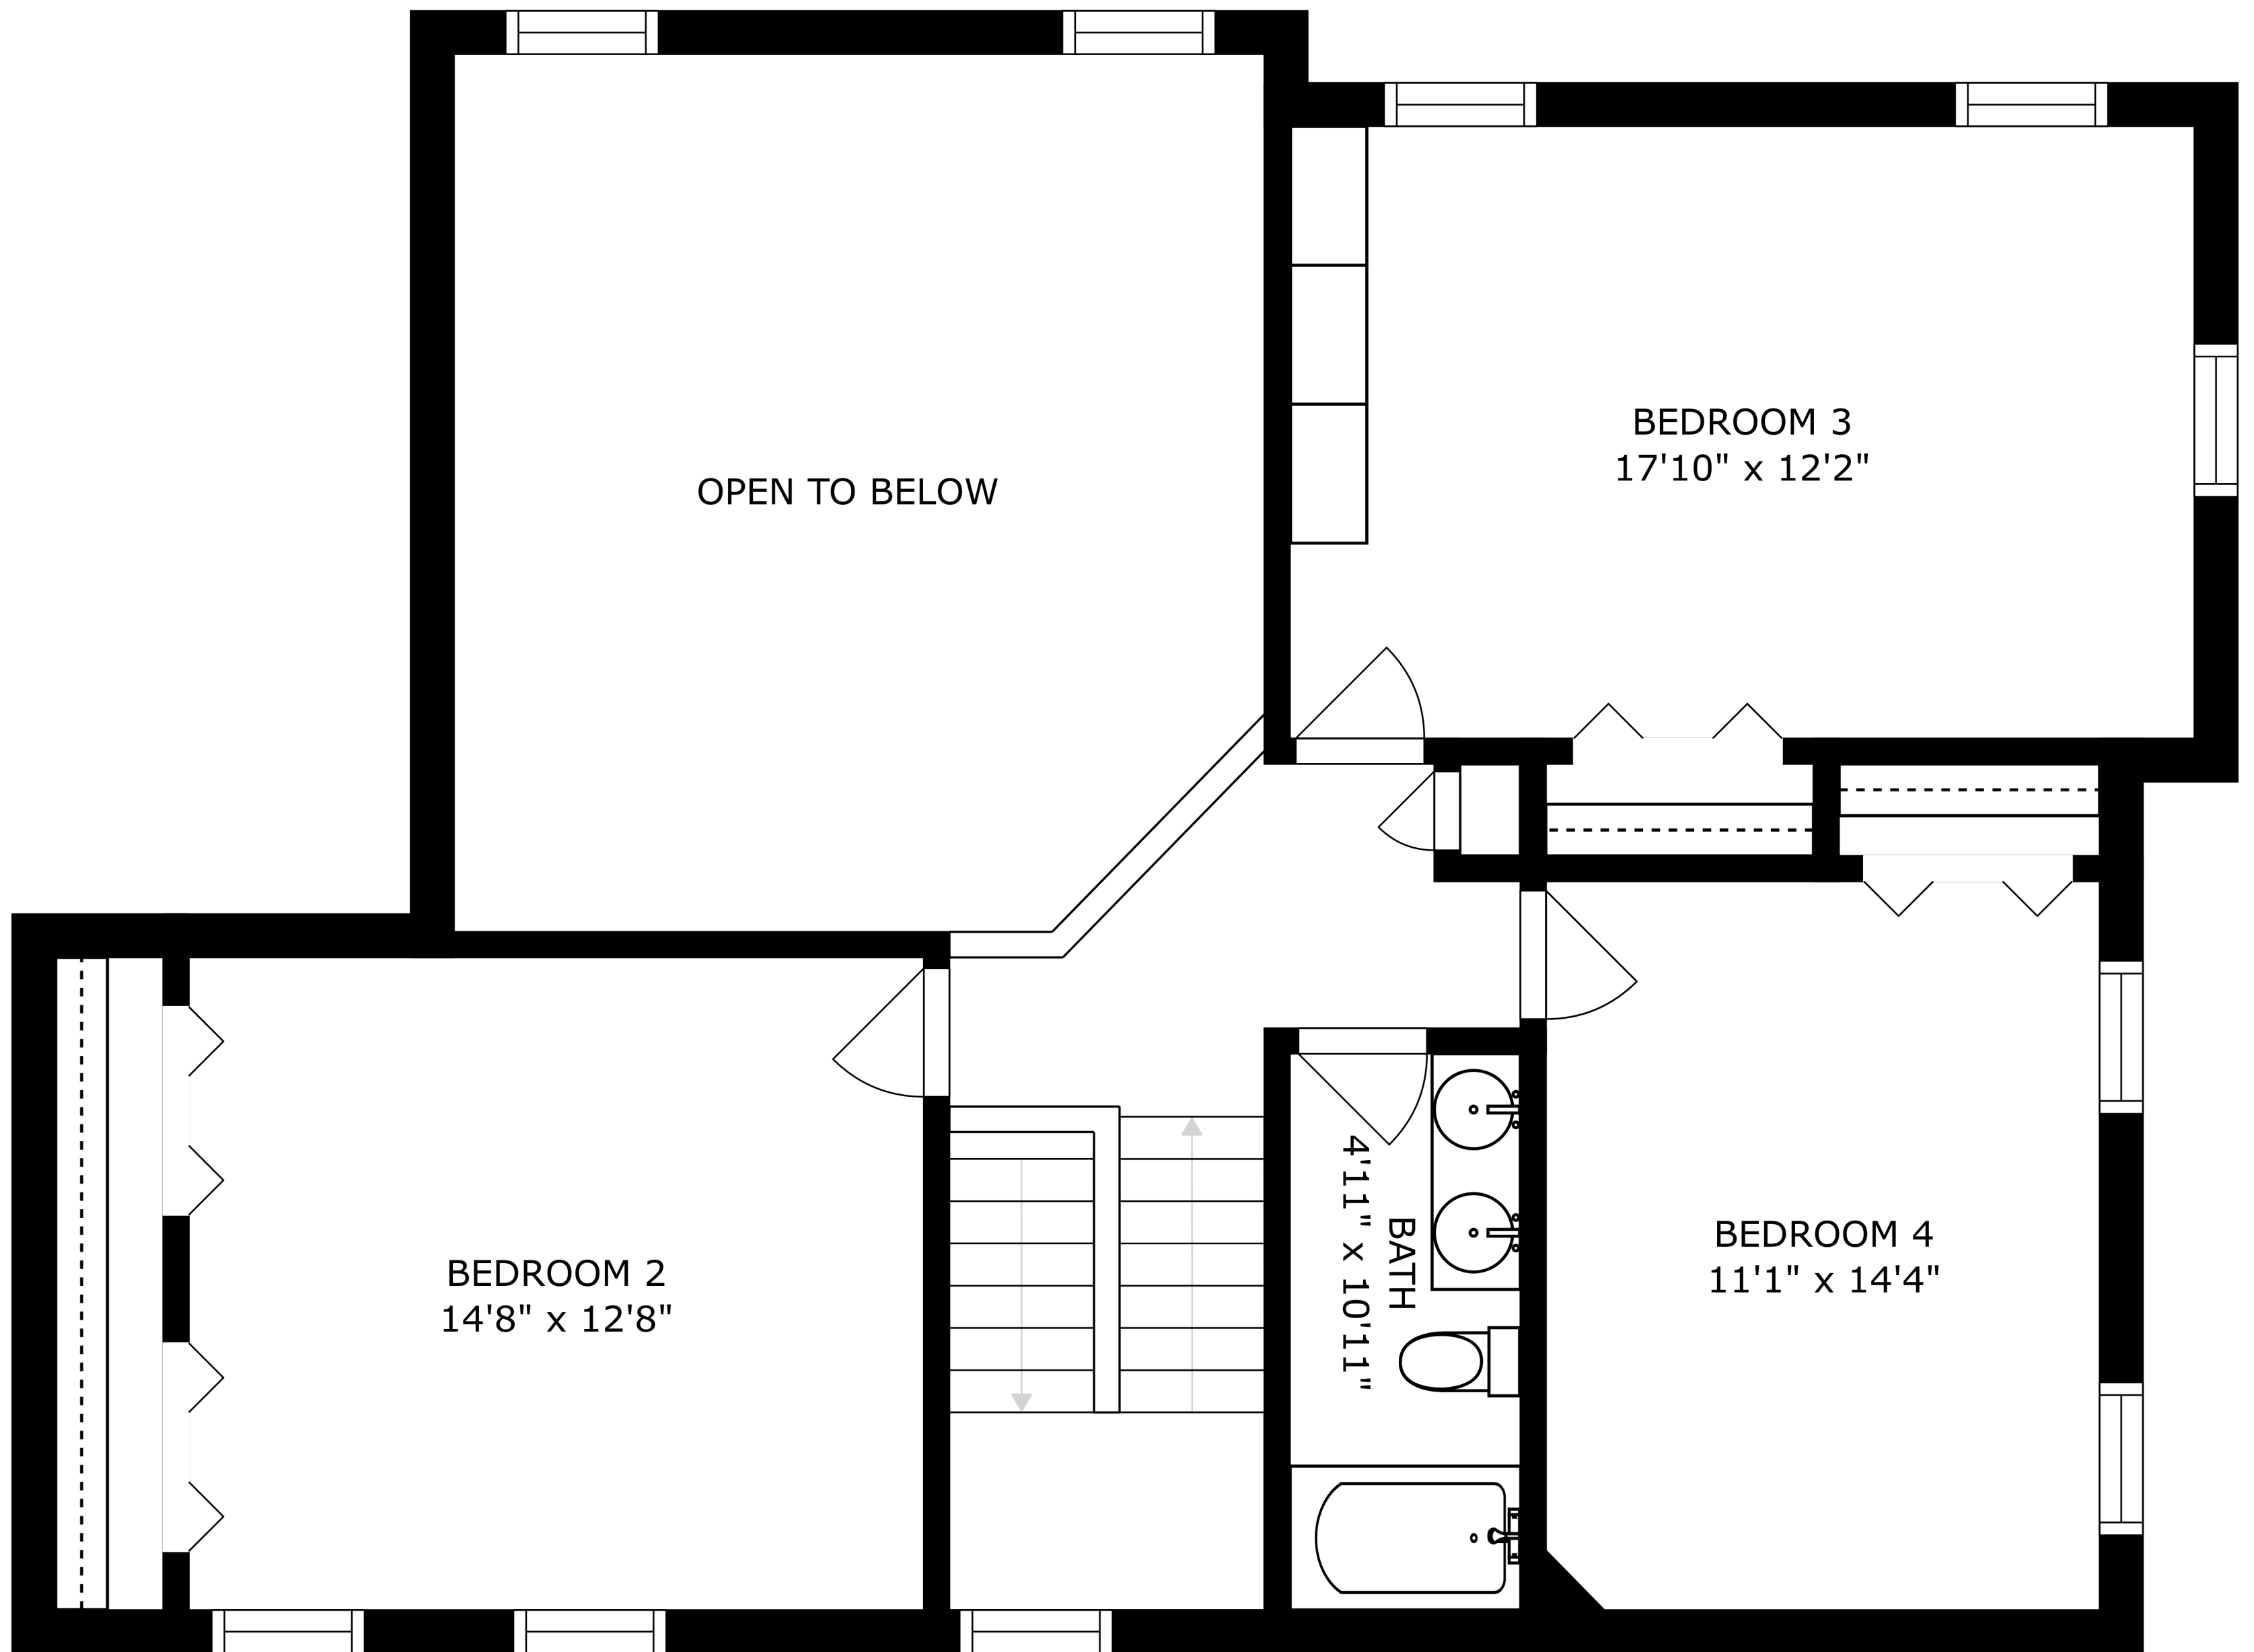 BEDROOM 3
17'10" x 12'2"
OPEN TO BELOW
BEDROOM 4
11'1" x 14'4"
BATH
4'11" x 10'11"
BEDROOM 2
14'8" x 12'8"